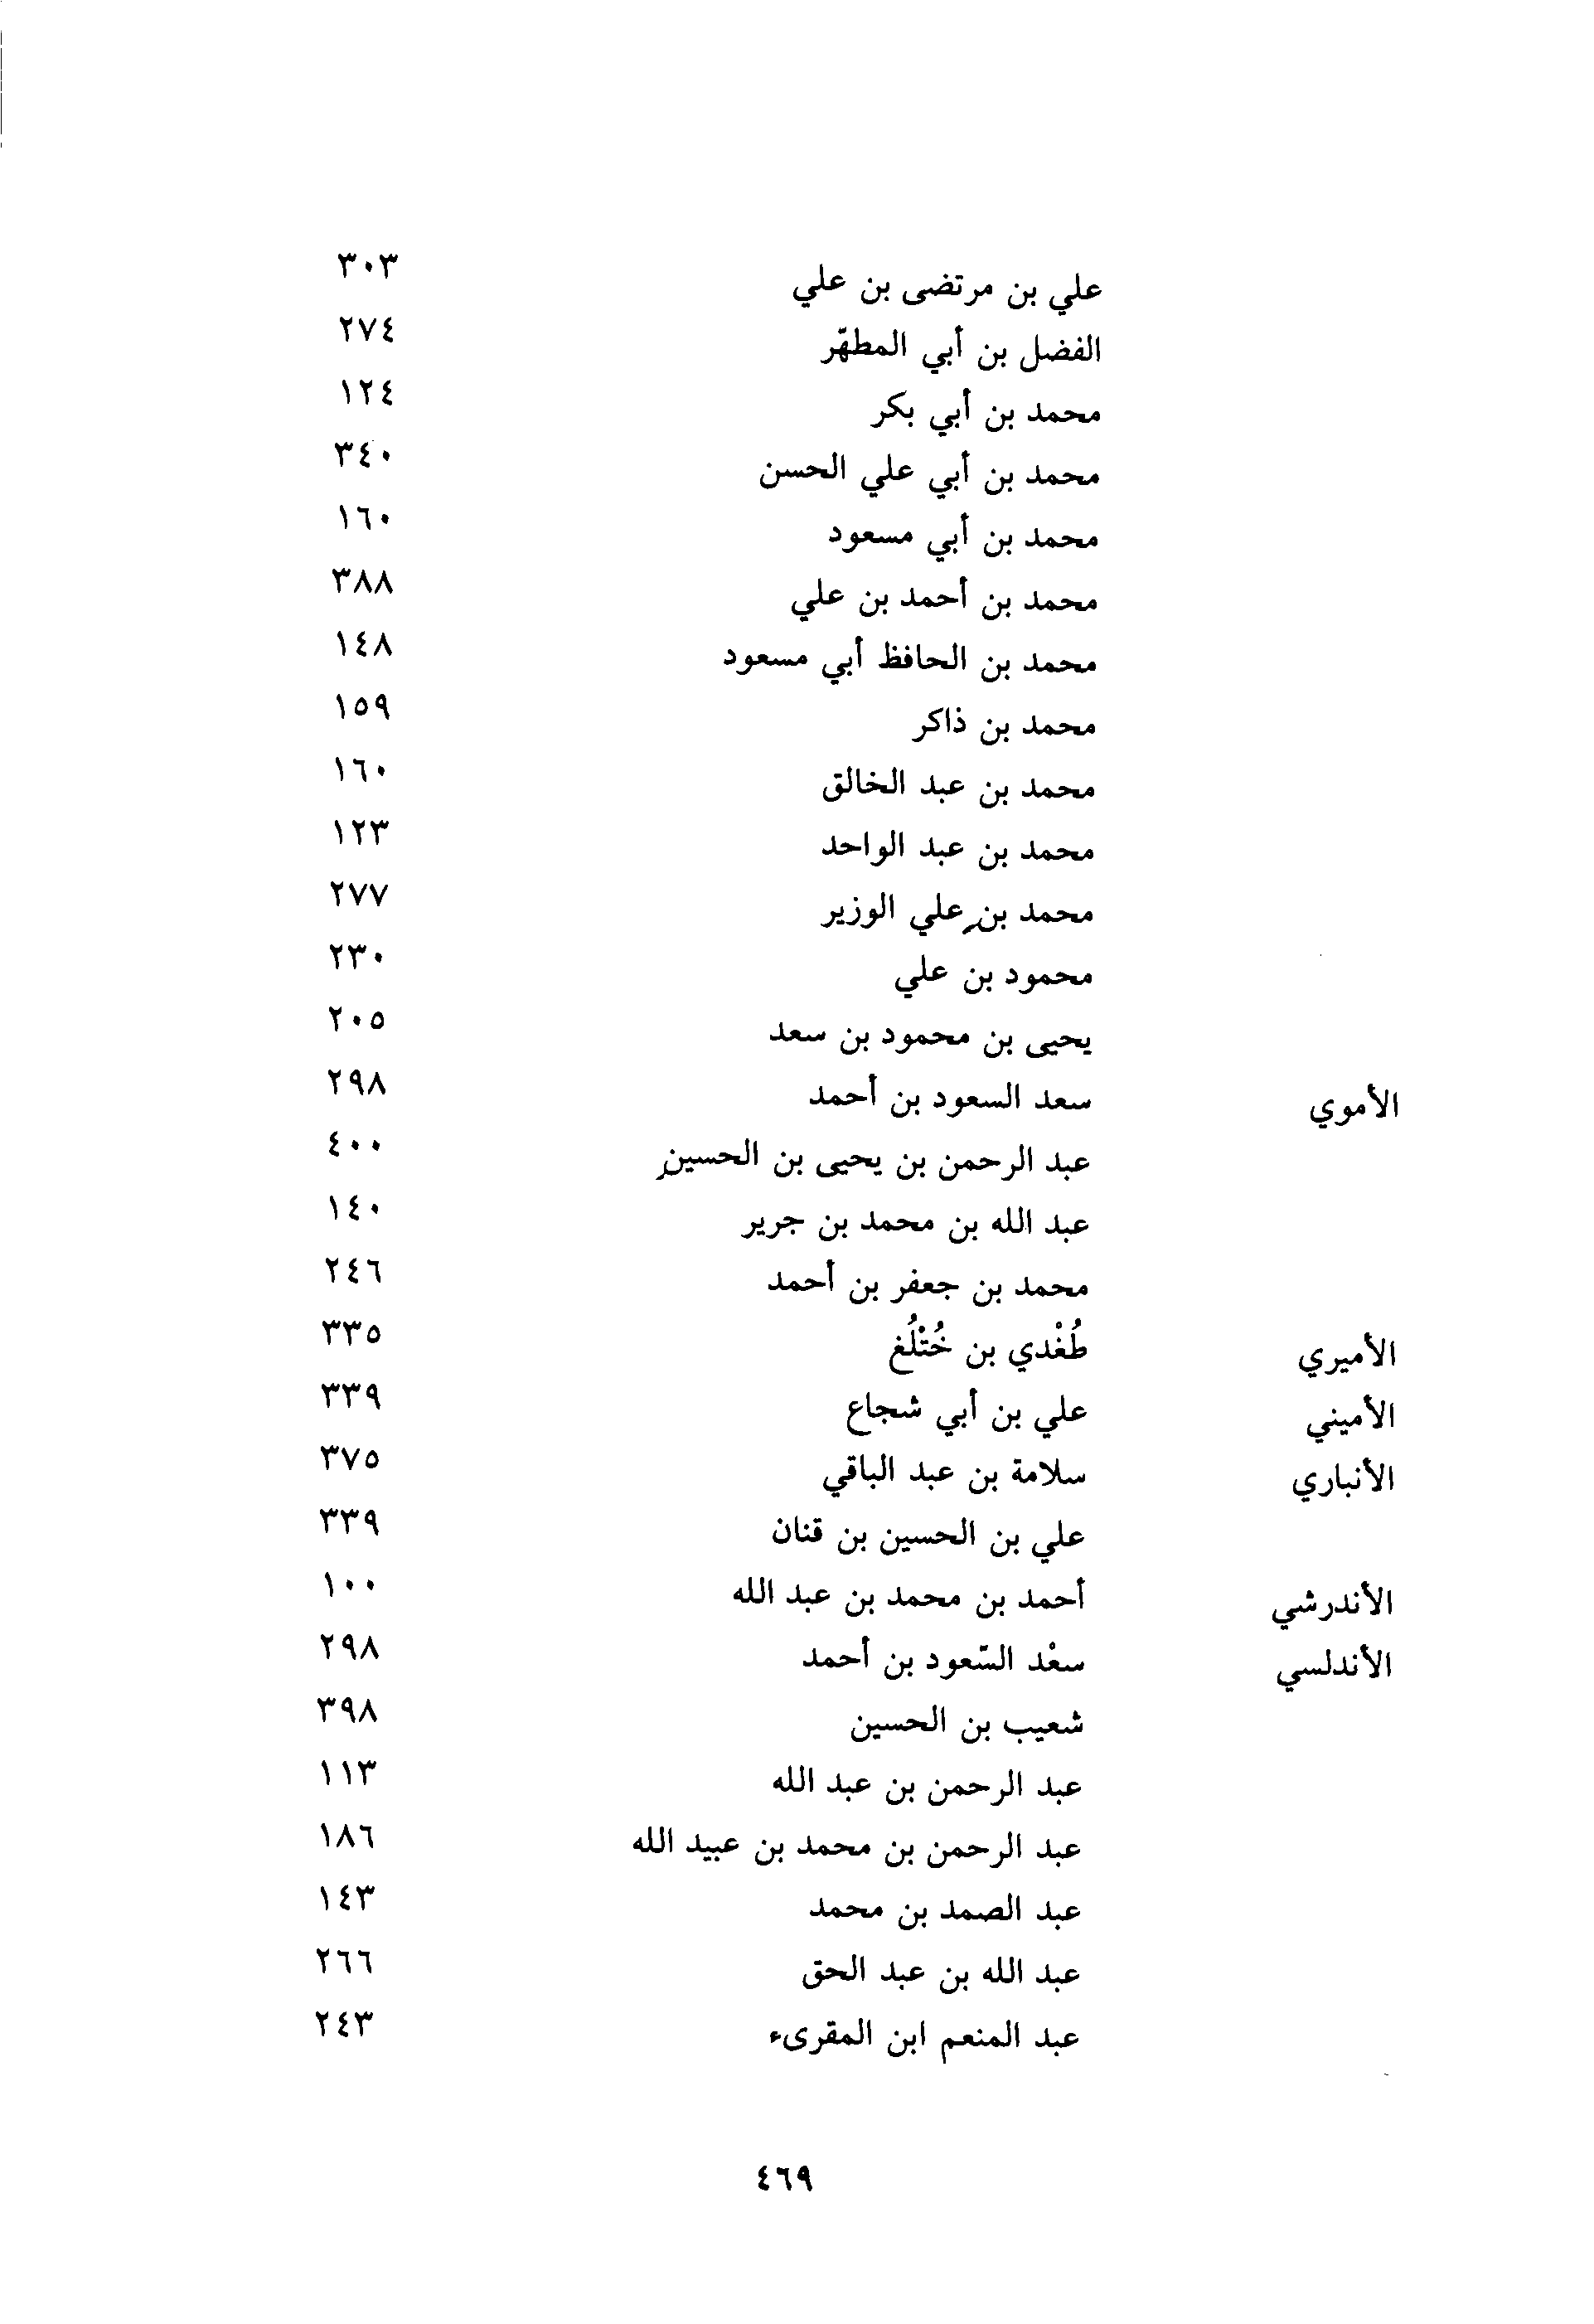 علي بن مرتضى بن علي ٣٠٣
الفضل بن أبي المطهّر ٢٧٤
محمد بن أبي بكر ١٢٤
محمد بن أبي علي الحسن ٣٤٠
محمد بن أبي مسعود ١٦٠
محمد بن أحمد بن علي ٣٨٨
محمد بن الحافظ أبي مسعود ١٤٨
محمد بن ذاكر ١٥٩
محمد بن عبد الخالق ١٦٠
محمد بن عبد الواحد ١٢٣
محمد بن علي الوزير ٢٧٧
محمود بن علي ٢٣٠
يحيى بن محمود بن سعد ٢٠٥
الأموي سعد السعود بن أحمد ٢٩٨
عبد الرحمن بن يحيى بن الحسين ٤٠٠
عبد الله بن محمد بن جرير ١٤٠
محمد بن جعفر بن أحمد ٢٤٦
الأميري طُغْدي بن خُتْلُغ ٣٣٥
الأميني علي بن أبي شجاع ٣٣٩
الأنباري سلامة بن عبد الباقي ٣٧٥
علي بن الحسين بن قنان ٣٣٩
الأندرشي أحمد بن محمد بن عبد الله ١٠٠
الأندلسي سعْد السّعود بن أحمد ٢٩٨
شعيب بن الحسين ٣٩٨
عبد الرحمن بن عبد الله ١١٣
عبد الرحمن بن محمد بن عبيد الله ١٨٦
عبد الصمد بن محمد ١٤٣
عبد الله بن عبد الحق ٢٦٦
عبد المنعم ابن المقرىء ٢٤٣
٤٦٩